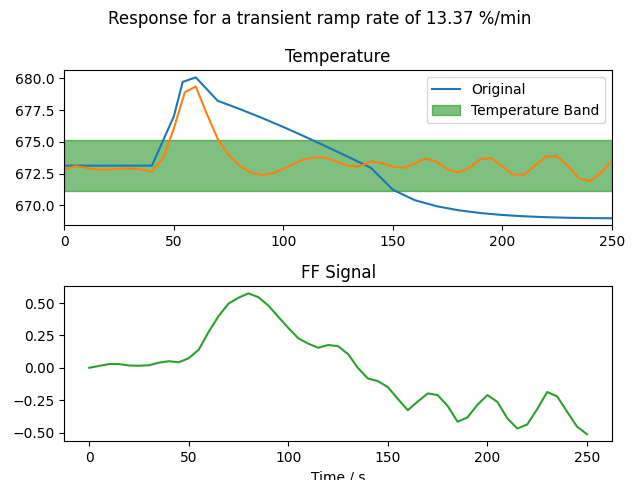 Response for a transient ramp rate of 13.37 %/min
Temperature
680.0
677.5
675.0
672.5
670.0
Original
Temperature Band
0 50 100 150 200 250
FF Signal
0.50
0.25
0.00
−0.25
−0.50
0 50 100 150 200 250
Time / s